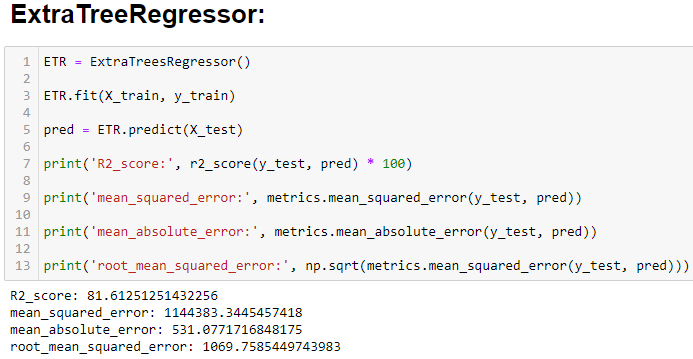 ExtraTreeRegressor:
1 ETR = ExtraTreesRegressor()
2
3 ETR.fit(X_train, y_train)
4
5 pred = ETR.predict(X_test)
6
7 print('R2_score:', r2_score(y_test, pred) * 100)
8
9 print('mean_squared_error:', metrics.mean_squared_error(y_test, pred))
10
11 print('mean_absolute_error:', metrics.mean_absolute_error(y_test, pred))
12
13 print('root_mean_squared_error:', np.sqrt(metrics.mean_squared_error(y_test, pred)))
R2_score: 81.61251251432256
mean_squared_error: 1144383.3445457418
mean_absolute_error: 531.0771716848175
root_mean_squared_error: 1069.7585449743983